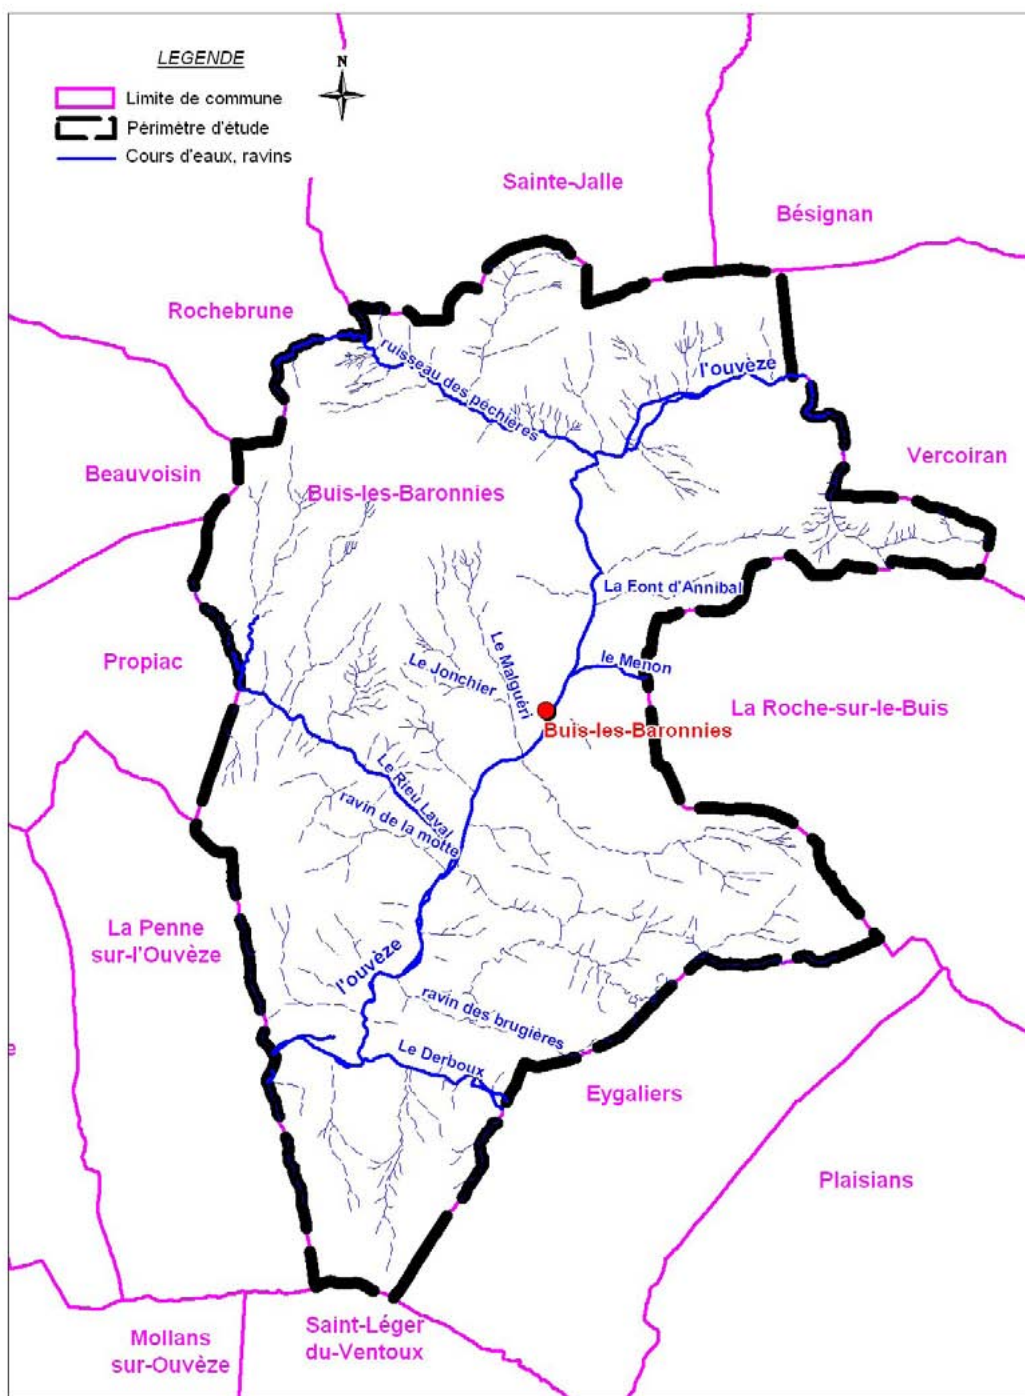 LEGENDE
N
Limite de commune
Périmètre d'étude
Cours d'eaux, ravins
Sainte-Jalle
Bésignan
Rochebrune
ruisseau des péchières
l'ouvèze
Beauvoisin
Vercoiran
Buis-les-Baronnies
La Font d'Annibal
Propiac
Le Jonchier
Le Malguéri
le Menon
La Roche-sur-le-Buis
Buis-les-Baronnies
Le Rieu Laval
ravin de la motte
La Penne
sur-l'Ouvèze
l'ouvèze
ravin des brugières
e
Le Derboux
Eygaliers
Plaisians
Mollans
sur-Ouvèze
Saint-Léger
du-Ventoux